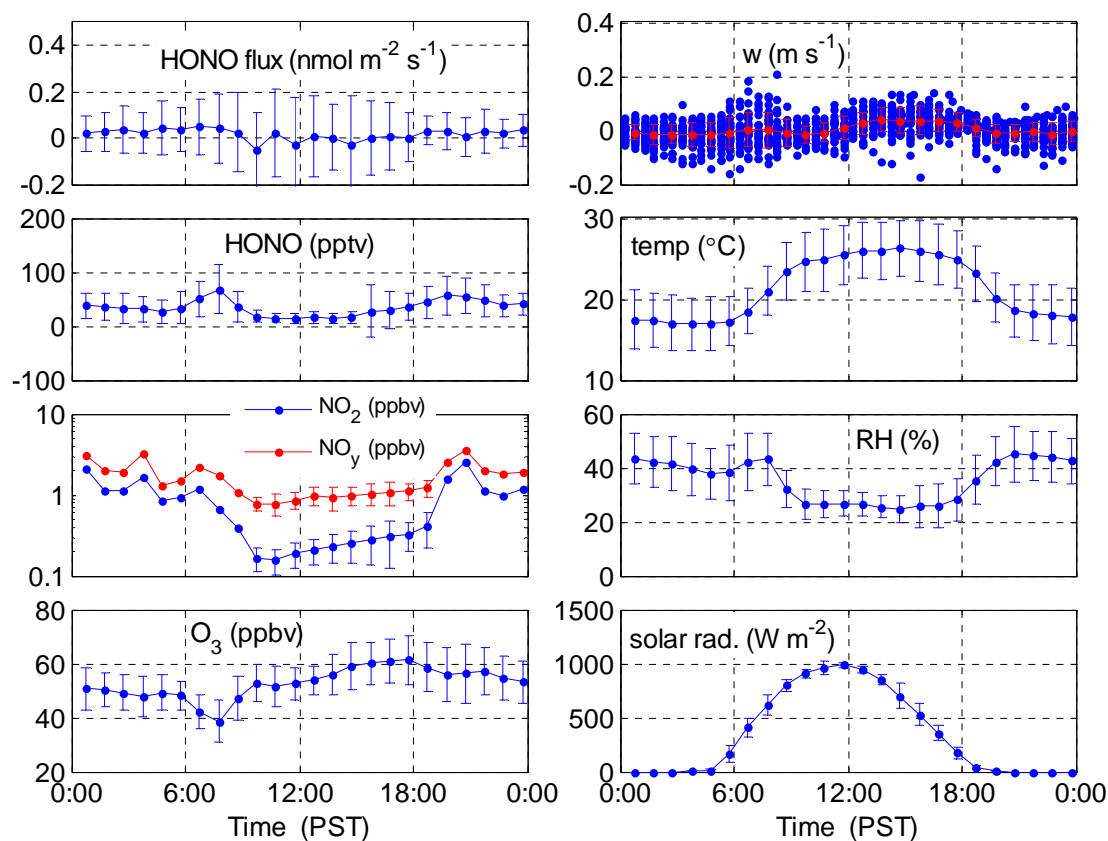 HONO flux (nmol m⁻² s⁻¹)
0.4
0.2
0
-0.2
w (m s⁻¹)
0.4
0.2
0
-0.2
HONO (pptv)
200
100
0
-100
temp (°C)
30
20
10
NO₂ (ppbv)
NO_y (ppbv)
10
1
0.1
RH (%)
60
40
20
0
O₃ (ppbv)
80
60
40
20
0:00 6:00 12:00 18:00 0:00
Time (PST)
solar rad. (W m⁻²)
1500
1000
500
0
0:00 6:00 12:00 18:00 0:00
Time (PST)